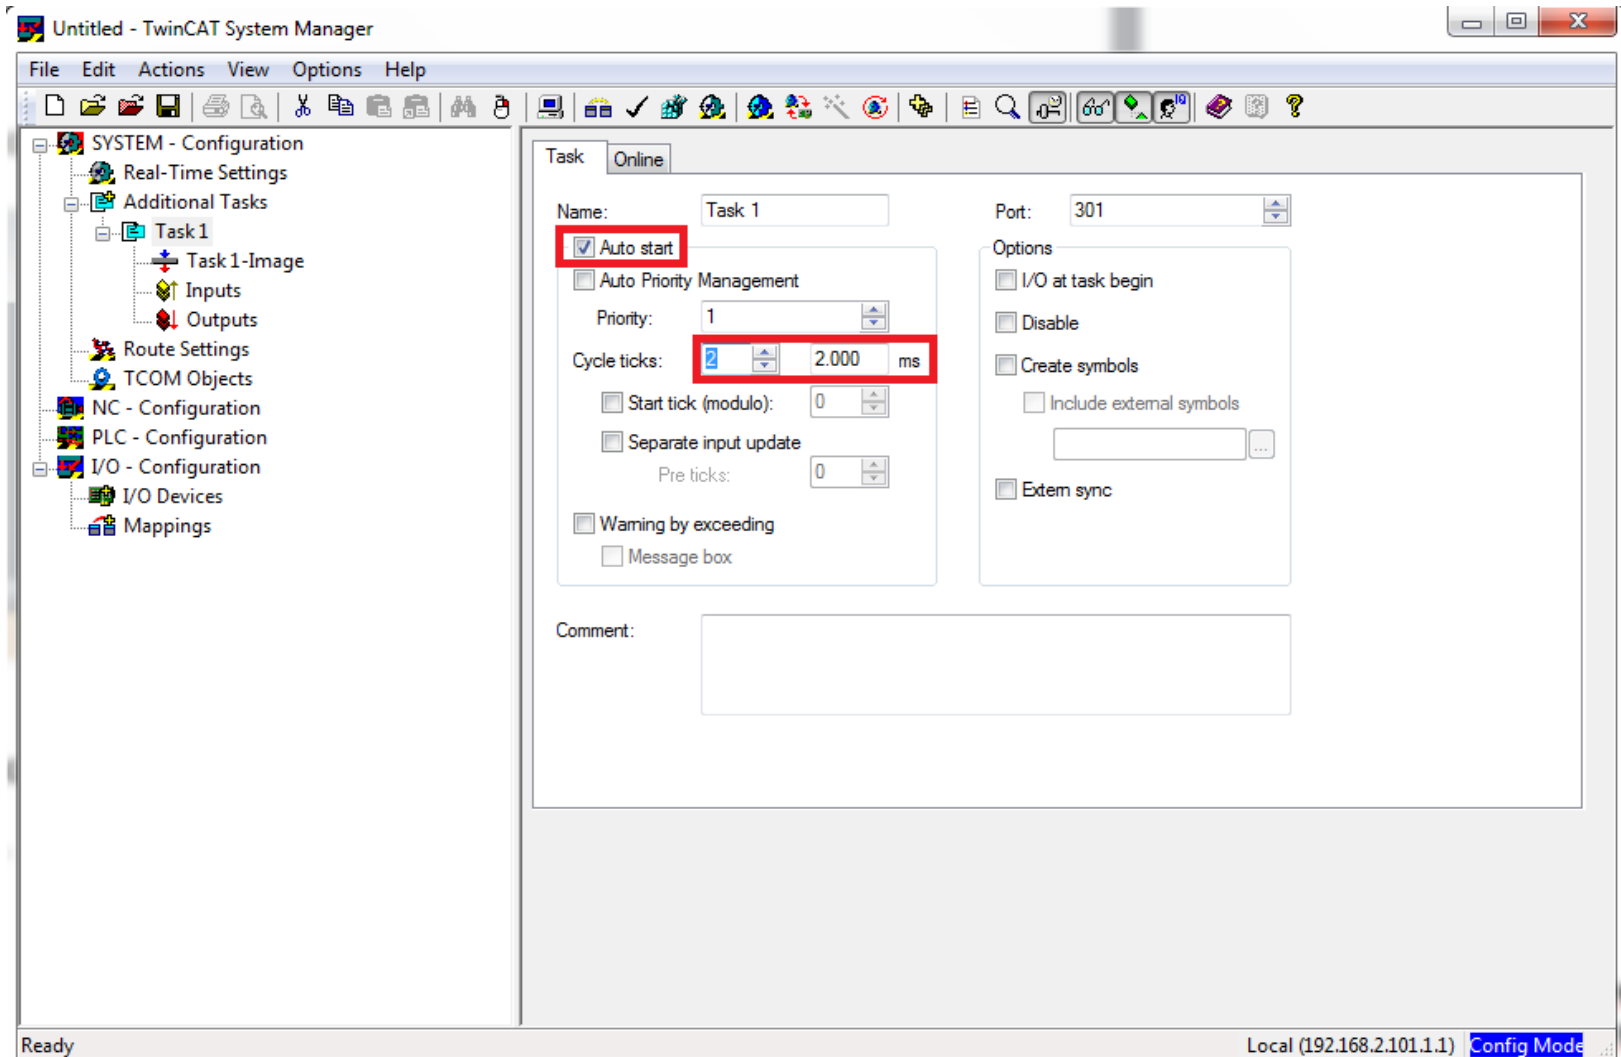 Untitled - TwinCAT System Manager
File Edit Actions View Options Help
SYSTEM - Configuration
Real-Time Settings
Additional Tasks
Task 1
Task 1-Image
Inputs
Outputs
Route Settings
TCOM Objects
NC - Configuration
PLC - Configuration
I/O - Configuration
I/O Devices
Mappings
Task Online
Name: Task 1 Port: 301
Auto start Options
Auto Priority Management I/O at task begin
Priority: 1 Disable
Cycle ticks: 2 2.000 ms Create symbols
Start tick (modulo): 0 Include external symbols
Separate input update ...
Pre ticks: 0 Extern sync
Warning by exceeding
Message box
Comment:
Ready Local (192.168.2.101.1.1) Config Mode